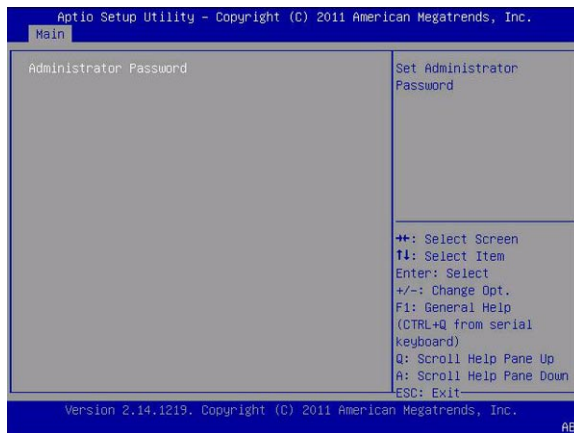 Aptio Setup Utility – Copyright (C) 2011 American Megatrends, Inc.
Main
Administrator Password
Set Administrator
Password
→←: Select Screen
↑↓: Select Item
Enter: Select
+/-: Change Opt.
F1: General Help
(CTRL+Q from serial
keyboard)
Q: Scroll Help Pane Up
A: Scroll Help Pane Down
ESC: Exit
Version 2.14.1219. Copyright (C) 2011 American Megatrends, Inc.
AB